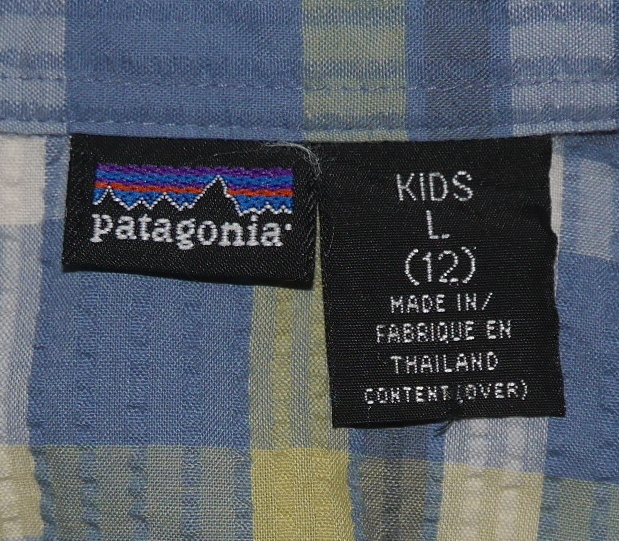 patagonia®
KIDS
L
(12)
MADE IN/
FABRIQUE EN
THAILAND
CONTENT (OVER)